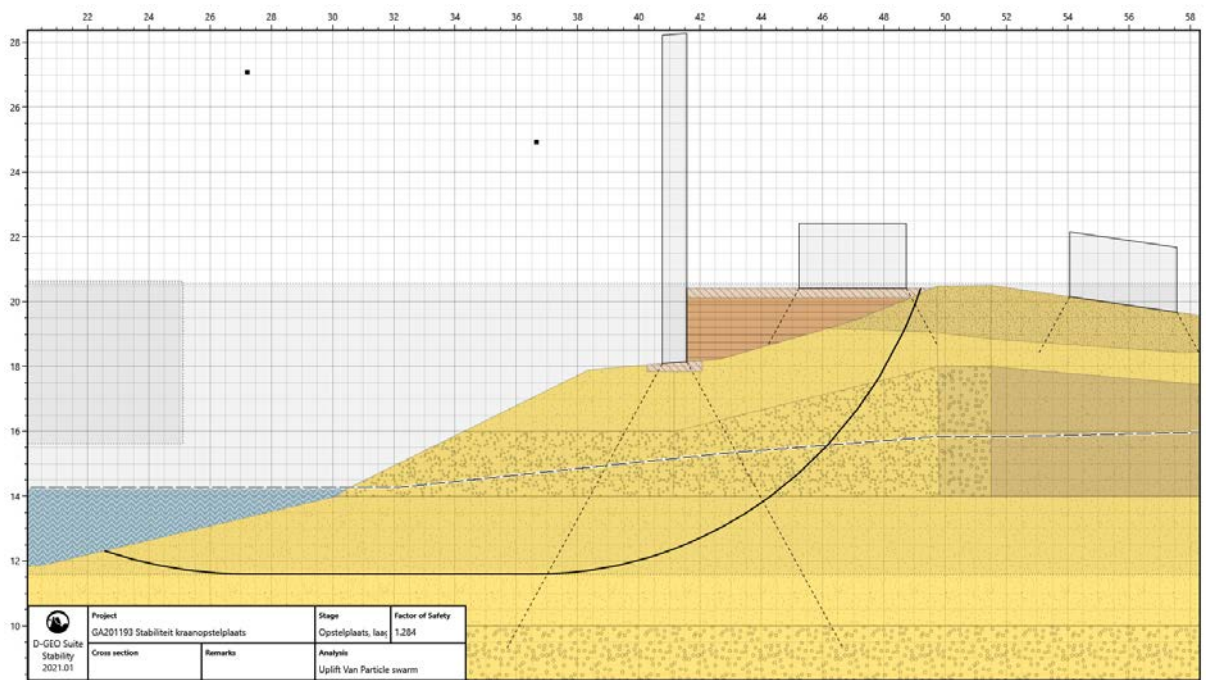 22 24 26 28 30 32 34 36 38 40 42 44 46 48 50 52 54 56 58
28
26
24
22
20
18
16
14
12
10
D-GEO Suite
Stability
2021.01
Project
GA201193 Stabiliteit kraanopstelplaats
Stage
Opstelplaats,
Factor of Safety
1.284
Cross section
Remarks
Analysis
Uplift Van Particle swarm